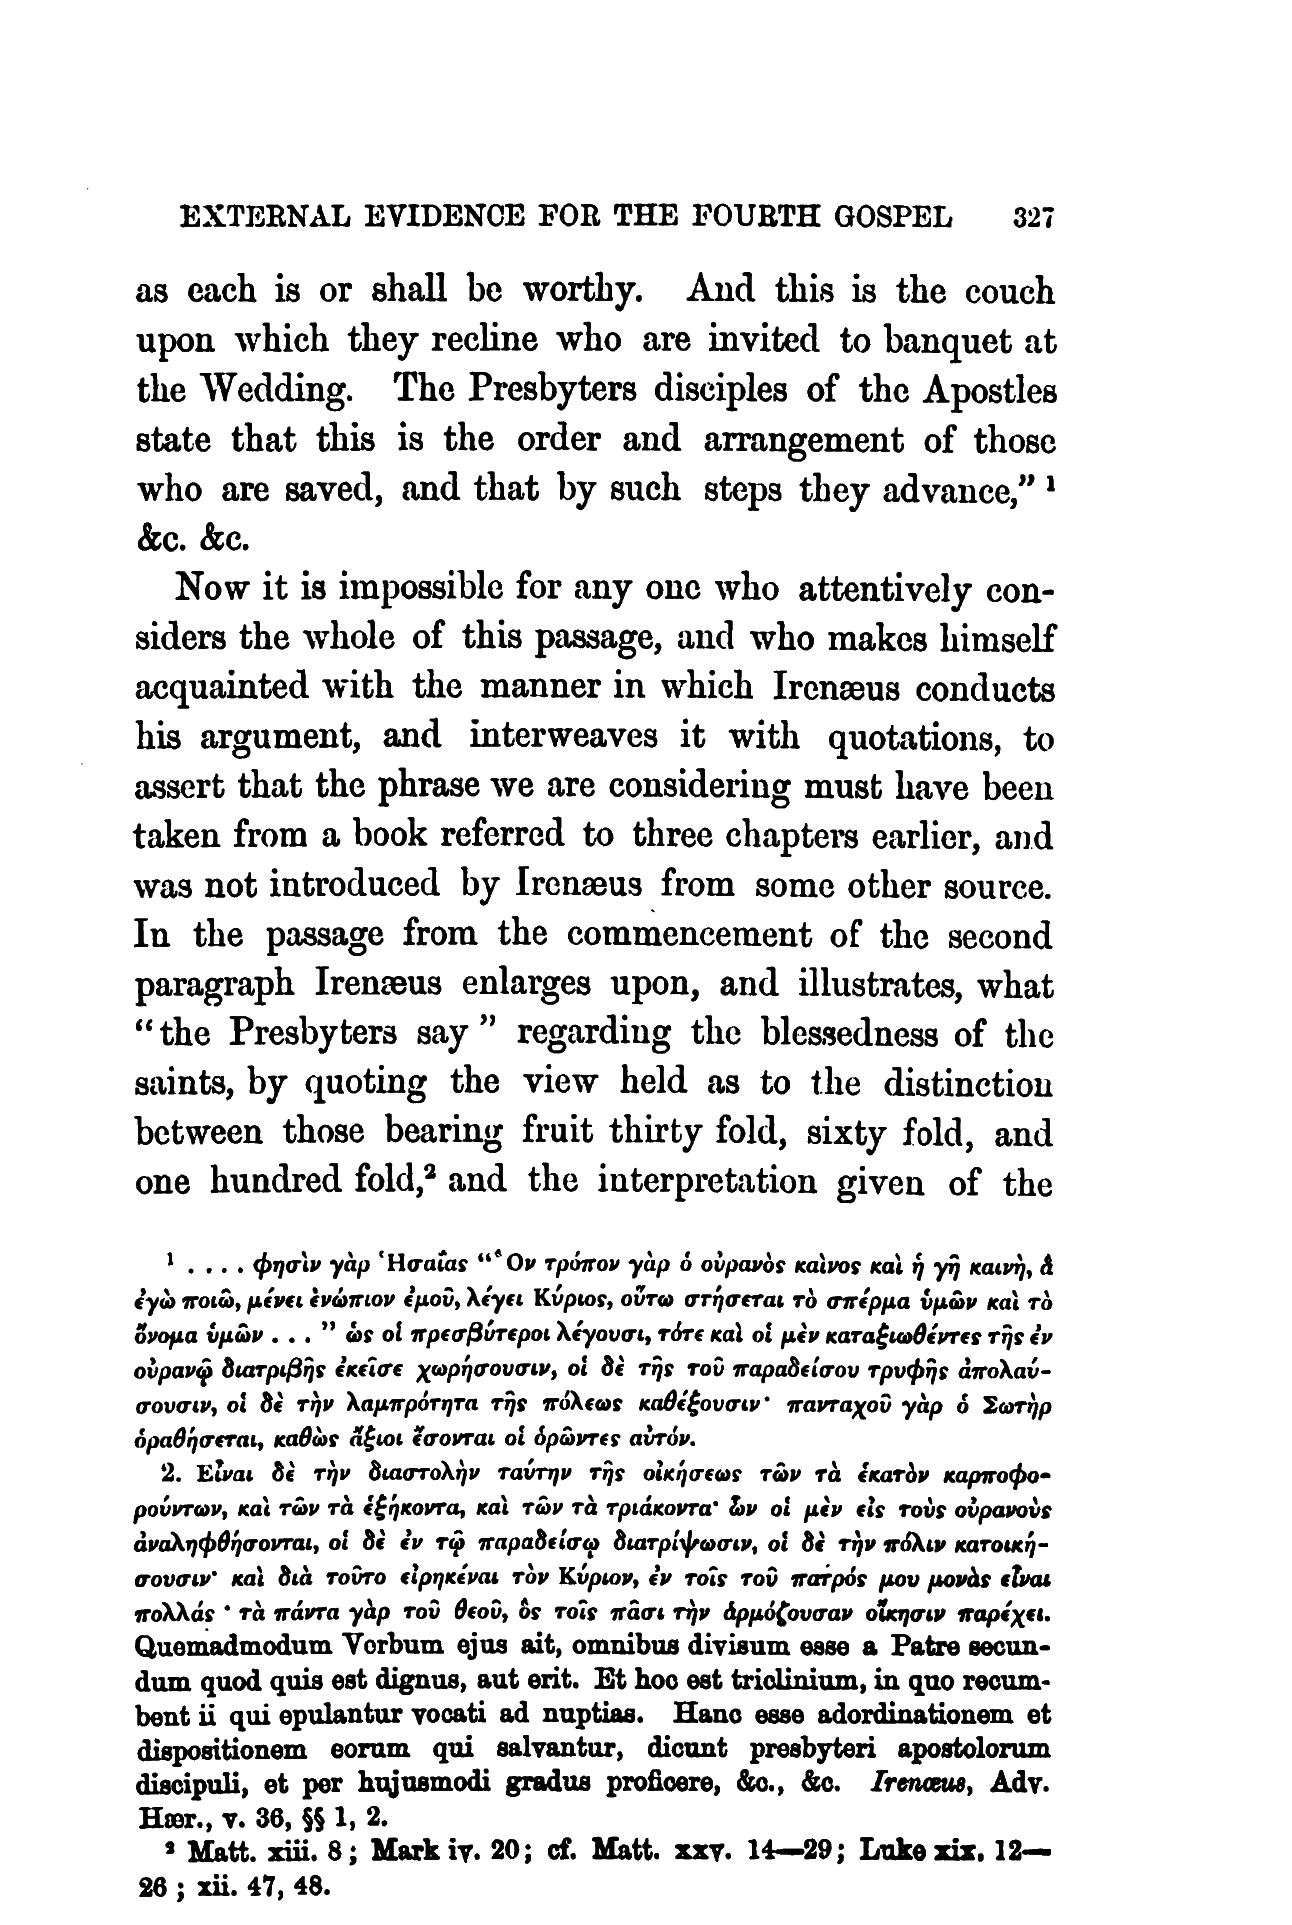 EXTERNAL EVIDENCE FOR THE FOURTH GOSPEL 327
as each is or shall be worthy. And this is the couch
upon which they recline who are invited to banquet at
the Wedding. The Presbyters disciples of the Apostles
state that this is the order and arrangement of those
who are saved, and that by such steps they advance,” ¹
&c. &c.
Now it is impossible for any one who attentively con-
siders the whole of this passage, and who makes himself
acquainted with the manner in which Irenæus conducts
his argument, and interweaves it with quotations, to
assert that the phrase we are considering must have been
taken from a book referred to three chapters earlier, and
was not introduced by Irenæus from some other source.
In the passage from the commencement of the second
paragraph Irenæus enlarges upon, and illustrates, what
“the Presbyters say” regarding the blessedness of the
saints, by quoting the view held as to the distinction
between those bearing fruit thirty fold, sixty fold, and
one hundred fold,² and the interpretation given of the
¹ . . . . φησὶν γὰρ Ἡσαΐας “Ὃν τρόπον γὰρ ὁ οὐρανὸς καὶνος καὶ ἡ γῆ καινὴ, ἃ
ἐγὼ ποιῶ, μένει ἐνώπιον ἐμοῦ, λέγει Κύριος, οὕτω στήσεται τὸ σπέρμα ὑμῶν καὶ τὸ
ὄνομα ὑμῶν . . . ” ὡς οἱ πρεσβύτεροι λέγουσι, τότε καὶ οἱ μὲν καταξιωθέντες τῆς ἐν
οὐρανῷ διατριβῆς ἐκεῖσε χωρήσουσιν, οἱ δὲ τῆς τοῦ παραδείσου τρυφῆς ἀπολαύ-
σουσιν, οἱ δὲ τὴν λαμπρότητα τῆς πόλεως καθέξουσιν· πανταχοῦ γὰρ ὁ Σωτὴρ
ὁραθήσεται, καθὼς ἄξιοι ἔσονται οἱ ὁρῶντες αὐτόν.
2. Εἶναι δὲ τὴν διαστολὴν ταύτην τῆς οἰκήσεως τῶν τὰ ἑκατὸν καρποφο-
ρούντων, καὶ τῶν τὰ ἑξήκοντα, καὶ τῶν τὰ τριάκοντα· ὧν οἱ μὲν εἰς τοὺς οὐρανοὺς
ἀναληφθήσονται, οἱ δὲ ἐν τῷ παραδείσῳ διατρίψωσιν, οἱ δὲ τὴν πόλιν κατοική-
σουσιν· καὶ διὰ τοῦτο εἰρηκέναι τὸν Κύριον, ἐν τοῖς τοῦ πατρός μου μονὰς εἶναι
πολλάς · τὰ πάντα γὰρ τοῦ θεοῦ, ὃς τοῖς πᾶσι τὴν ἁρμόζουσαν οἴκησιν παρέχει.
Quemadmodum Verbum ejus ait, omnibus divisum esse a Patre secun-
dum quod quis est dignus, aut erit. Et hoc est triclinium, in quo recum-
bent ii qui epulantur vocati ad nuptias. Hanc esse adordinationem et
dispositionem eorum qui salvantur, dicunt presbyteri apostolorum
discipuli, et per hujusmodi gradus proficere, &c., &c. Irenæus, Adv.
Hær., v. 36, §§ 1, 2.
² Matt. xiii. 8 ; Mark iv. 20 ; cf. Matt. xxv. 14—29 ; Luke xix. 12—
26 ; xii. 47, 48.